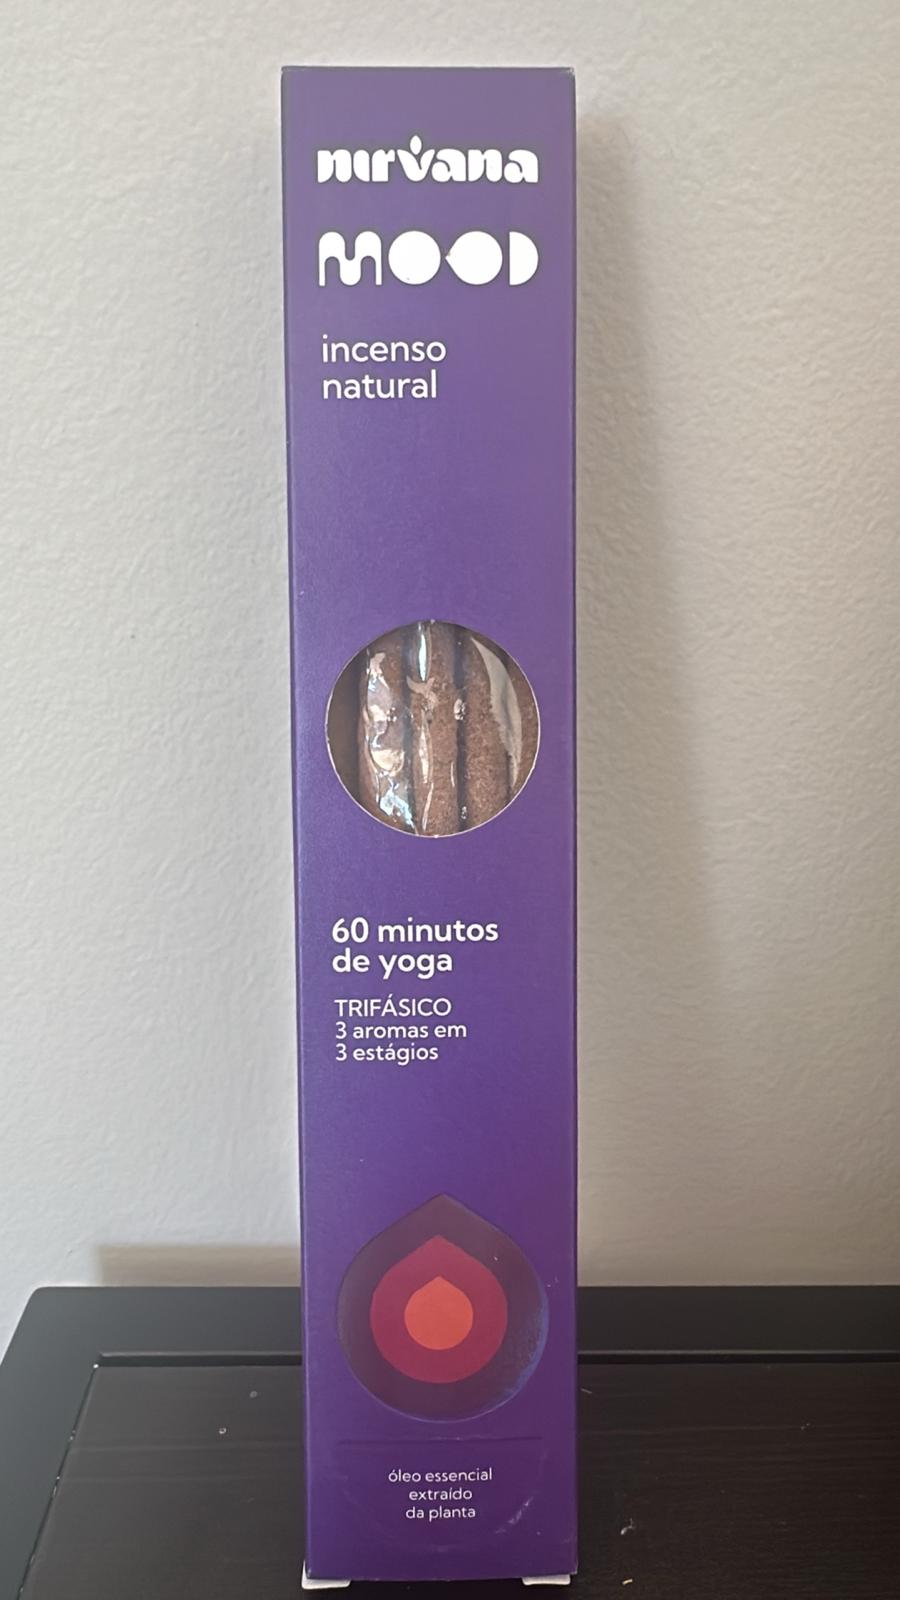 nirvana
MOOD
incenso
natural
60 minutos
de yoga
TRIFÁSICO
3 aromas em
3 estágios
óleo essencial
extraído
da planta